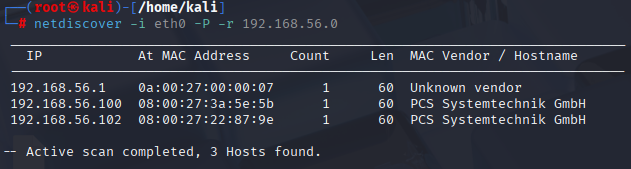 ┌──(root㉿kali)-[/home/kali]
└─# netdiscover -i eth0 -P -r 192.168.56.0
IP At MAC Address Count Len MAC Vendor / Hostname
192.168.56.1 0a:00:27:00:00:07 1 60 Unknown vendor
192.168.56.100 08:00:27:3a:5e:5b 1 60 PCS Systemtechnik GmbH
192.168.56.102 08:00:27:22:87:9e 1 60 PCS Systemtechnik GmbH
-- Active scan completed, 3 Hosts found.